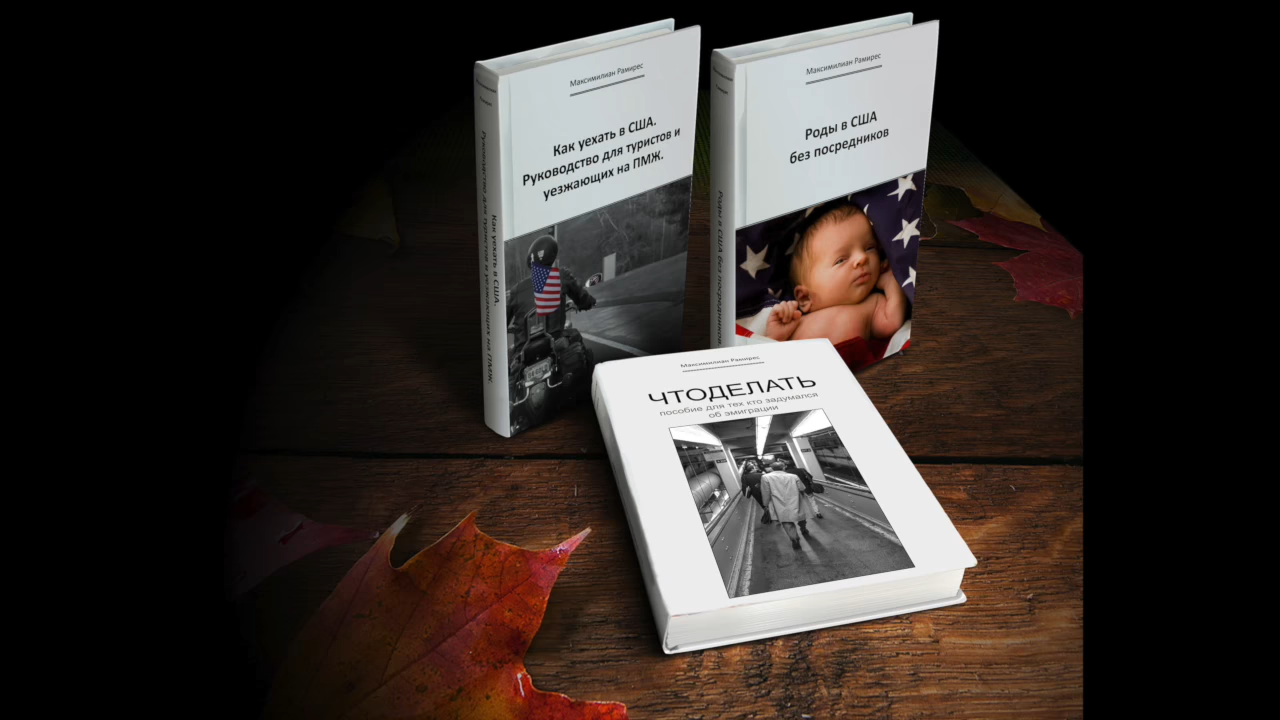 Максимилиан Рамирес
Как уехать в США.
Руководство для туристов и
уезжающих на ПМЖ.
Как уехать в США.
Руководство для туристов и уезжающих на ПМЖ.
Максимилиан Рамирес
Роды в США
без посредников
Роды в США без посредников
Максимилиан Рамирес
ЧТОДЕЛАТЬ
пособие для тех кто задумался
об эмиграции